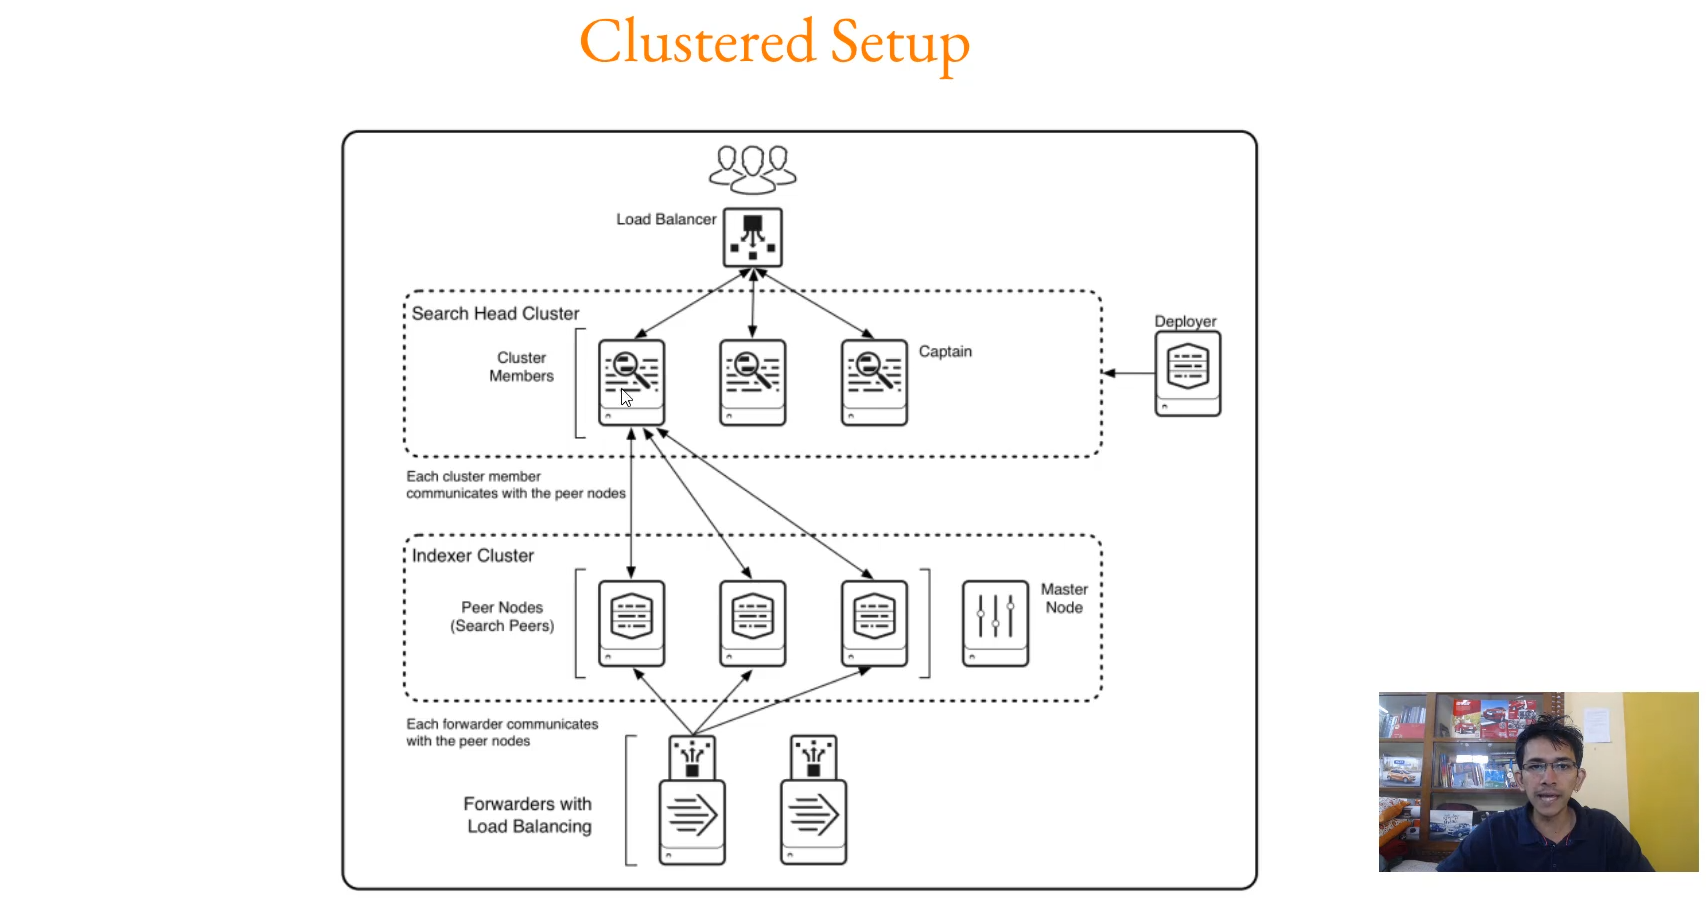 Clustered Setup
Load Balancer
Search Head Cluster
Cluster
Members
Captain
Deployer
Each cluster member
communicates with the peer nodes
Indexer Cluster
Peer Nodes
(Search Peers)
Master
Node
Each forwarder communicates
with the peer nodes
Forwarders with
Load Balancing